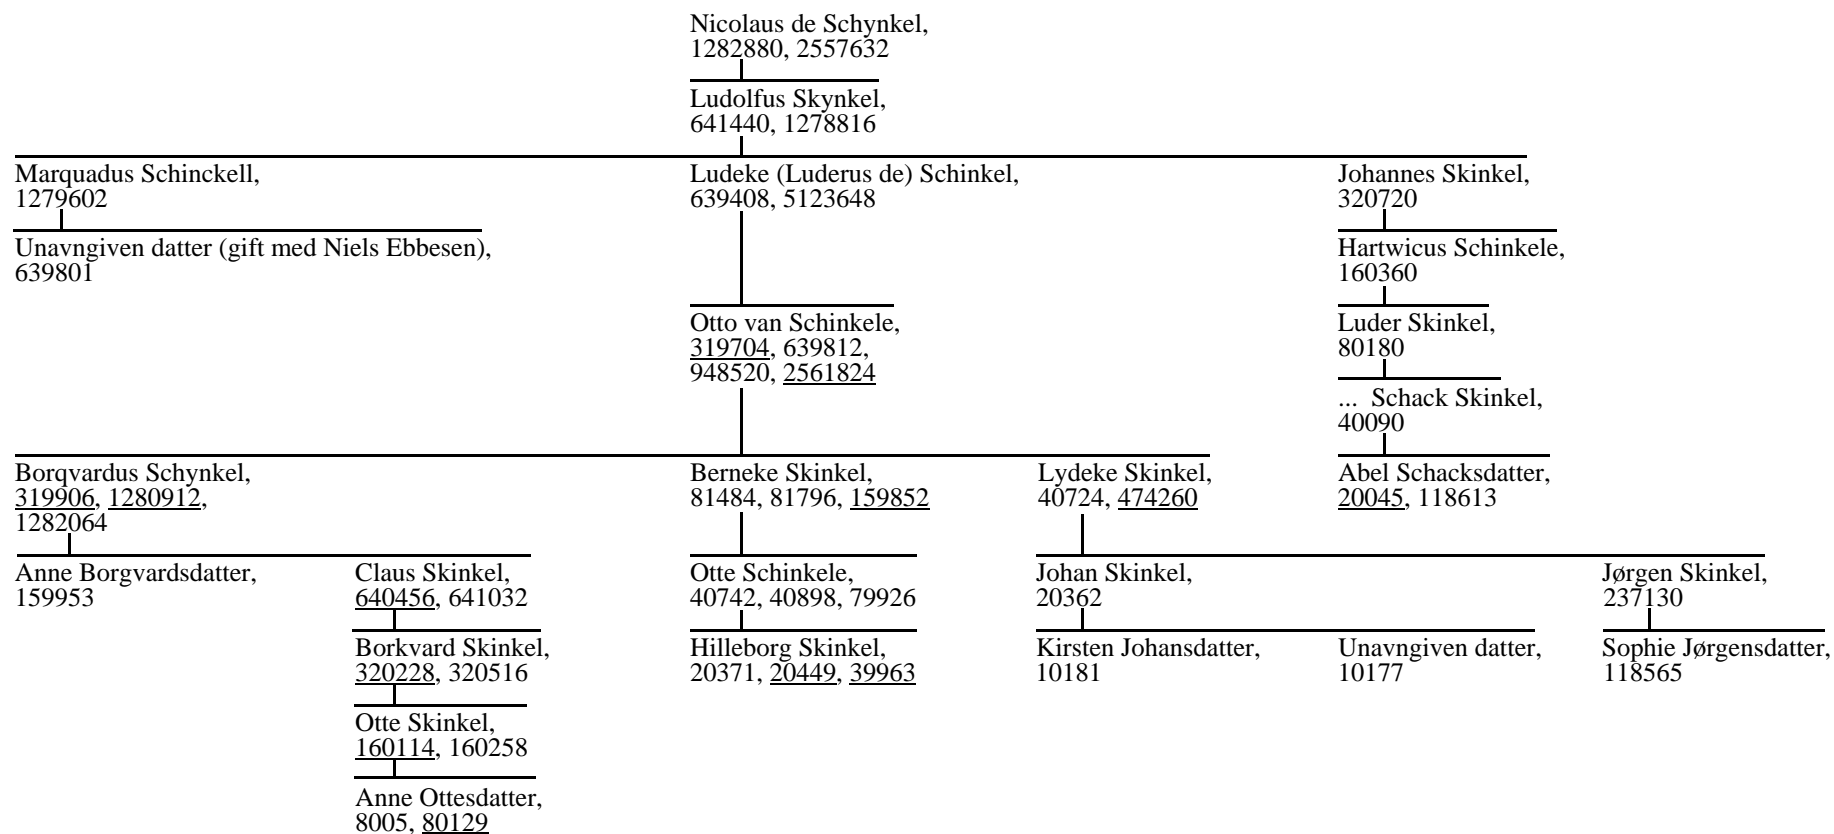 Nicolaus de Schynkel,
1282880, 2557632
Ludolfus Skynkel,
641440, 1278816
Marquadus Schinckell,
1279602
Ludeke (Luderus de) Schinkel,
639408, 5123648
Johannes Skinkel,
320720
Unavngiven datter (gift med Niels Ebbesen),
639801
Hartwicus Schinkele,
160360
Otto van Schinkele,
319704, 639812,
948520, 2561824
Luder Skinkel,
80180
... Schack Skinkel,
40090
Borqvardus Schynkel,
319906, 1280912,
1282064
Berneke Skinkel,
81484, 81796, 159852
Lydeke Skinkel,
40724, 474260
Abel Schacksdatter,
20045, 118613
Anne Borgvardsdatter,
159953
Claus Skinkel,
640456, 641032
Otte Schinkele,
40742, 40898, 79926
Johan Skinkel,
20362
Jørgen Skinkel,
237130
Borkvard Skinkel,
320228, 320516
Hilleborg Skinkel,
20371, 20449, 39963
Kirsten Johansdatter,
10181
Unavngiven datter,
10177
Sophie Jørgensdatter,
118565
Otte Skinkel,
160114, 160258
Anne Ottesdatter,
8005, 80129